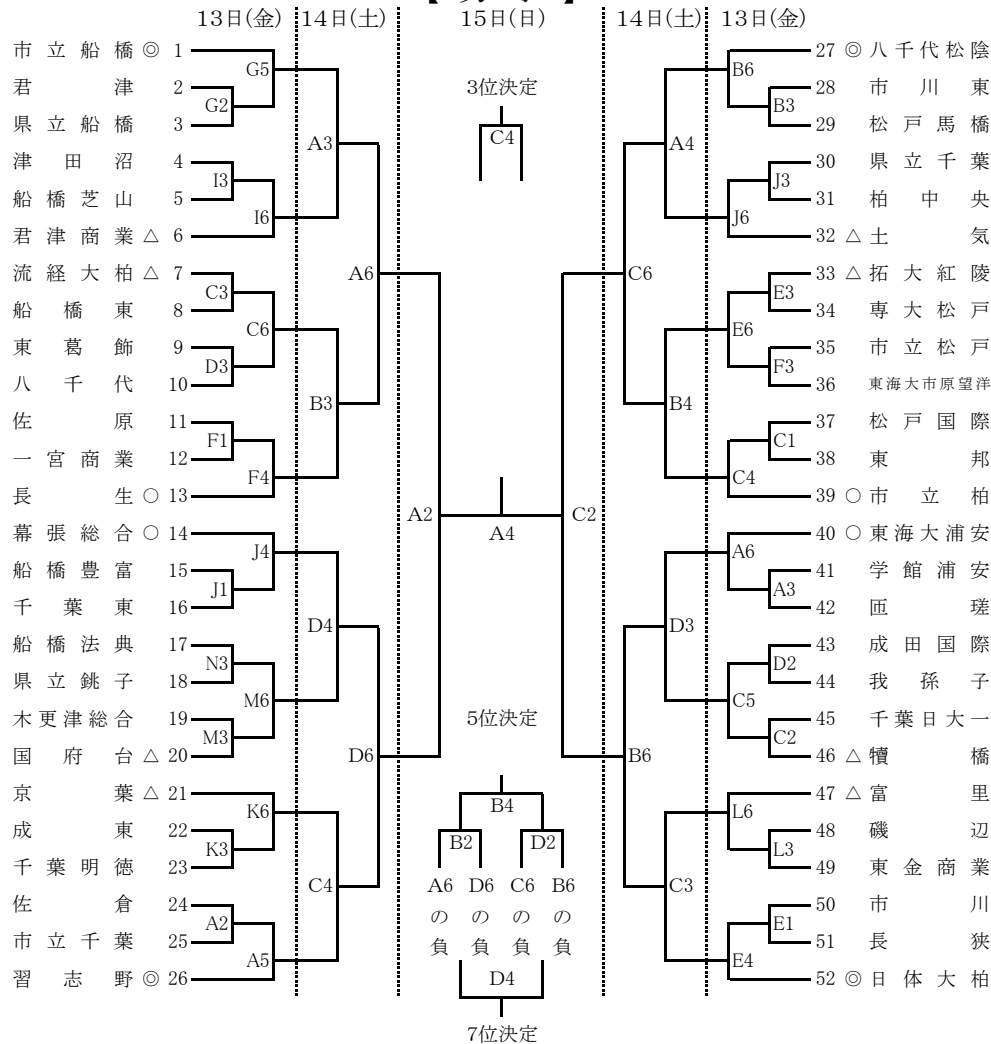 13日(金) 14日(土) 15日(日) 14日(土) 13日(金)
市立船橋 ◎ 1
君津 2
県立船橋 3
津田沼 4
船橋芝山 5
君津商業 △ 6
流経大柏 △ 7
船橋東 8
東葛飾 9
八千代 10
佐原 11
一宮商業 12
長生 ○ 13
幕張総合 ○ 14
船橋豊富 15
千葉東 16
船橋法典 17
県立銚子 18
木更津総合 19
国府台 △ 20
京葉 △ 21
成東 22
千葉明徳 23
佐倉 24
市立千葉 25
習志野 ◎ 26
G5
G2
I3
I6
C3
C6
D3
F1
F4
J4
J1
N3
M6
M3
K6
K3
A2
A5
A3
B3
D4
C4
A6
D6
A2
3位決定
C4
A4
5位決定
B4
B2 D2
A6 D6 C6 B6
の の の の
負 負 負 負
D4
7位決定
C2
C6
B6
A4
B4
D3
C3
B6
B3
J3
J6
E3
E6
F3
C1
C4
A6
A3
D2
C5
C2
L6
L3
E1
E4
27 ◎ 八千代松陰
28 市川東
29 松戸馬橋
30 県立千葉
31 柏中央
32 △ 土気
33 △ 拓大紅陵
34 専大松戸
35 市立松戸
36 東海大市原望洋
37 松戸国際
38 東邦
39 ○ 市立柏
40 ○ 東海大浦安
41 学館浦安
42 匝瑳
43 成田国際
44 我孫子
45 千葉日大一
46 △ 犢橋
47 △ 富里
48 磯辺
49 東金商業
50 市川
51 長狭
52 ◎ 日体大柏